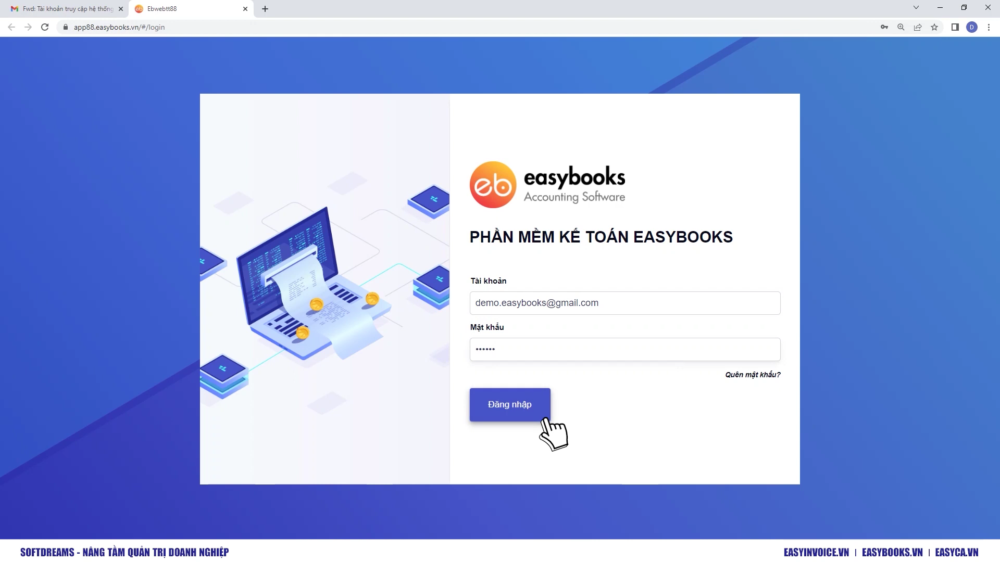 Fwd: Tài khoản truy cập hệ thống
Ebwebtt88
app88.easybooks.vn/#/login
D
eb
easybooks
Accounting Software
PHẦN MỀM KẾ TOÁN EASYBOOKS
Tài khoản
demo.easybooks@gmail.com
Mật khẩu
••••••
Quên mật khẩu?
Đăng nhập
SOFTDREAMS - NÂNG TẦM QUẢN TRỊ DOANH NGHIỆP
EASYINVOICE.VN | EASYBOOKS.VN | EASYCA.VN